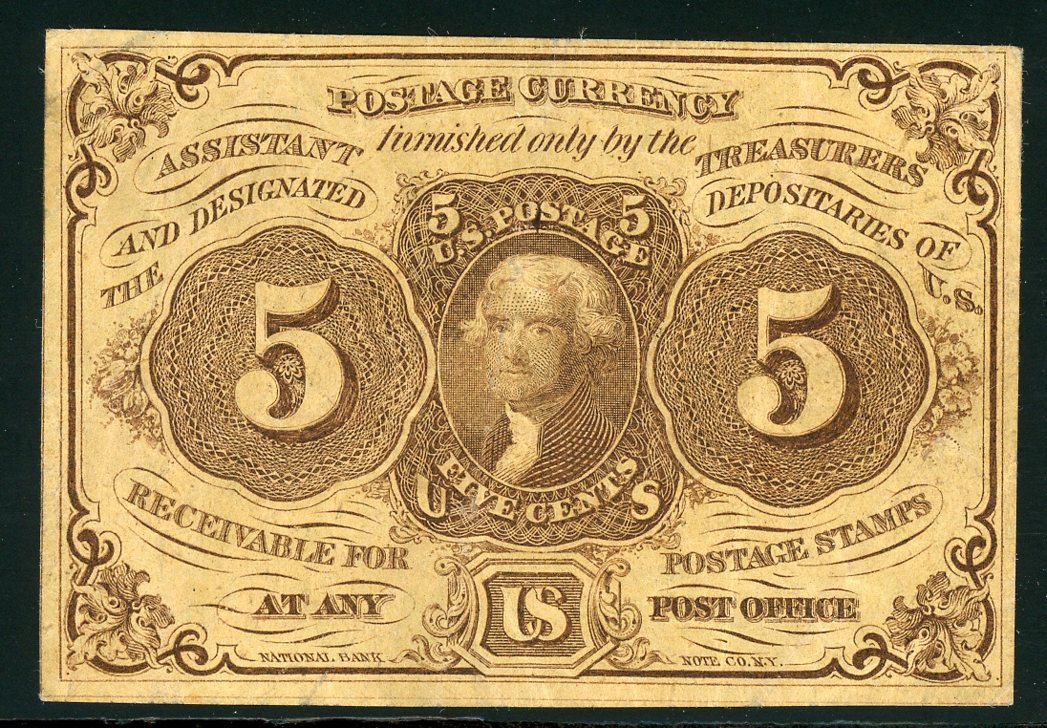 POSTAGE CURRENCY
furnished only by the
ASSISTANT TREASURERS
AND DESIGNATED DEPOSITARIES OF
THE U.S.
5 5
U.S. POSTAGE
5 5
FIVE CENTS
U S
RECEIVABLE FOR POSTAGE STAMPS
AT ANY POST OFFICE
US
NATIONAL BANK NOTE CO. N.Y.